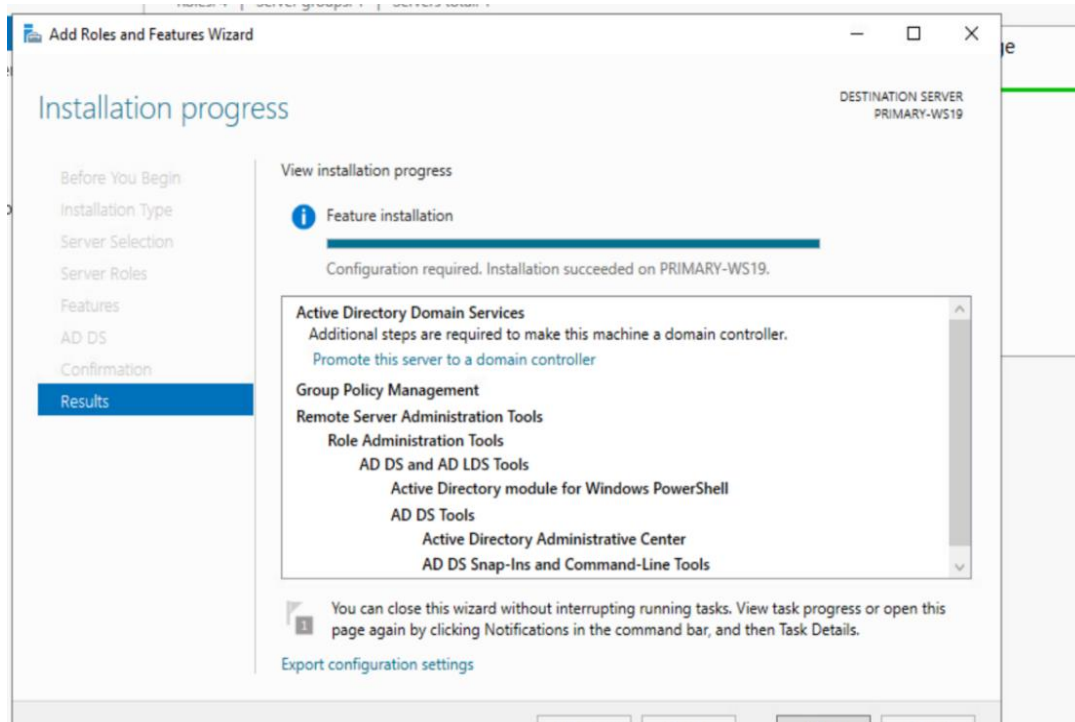 Add Roles and Features Wizard
Installation progress
DESTINATION SERVER
PRIMARY-WS19
Before You Begin
Installation Type
Server Selection
Server Roles
Features
AD DS
Confirmation
Results
View installation progress
Feature installation
Configuration required. Installation succeeded on PRIMARY-WS19.
Active Directory Domain Services
Additional steps are required to make this machine a domain controller.
Promote this server to a domain controller
Group Policy Management
Remote Server Administration Tools
Role Administration Tools
AD DS and AD LDS Tools
Active Directory module for Windows PowerShell
AD DS Tools
Active Directory Administrative Center
AD DS Snap-Ins and Command-Line Tools
1
You can close this wizard without interrupting running tasks. View task progress or open this
page again by clicking Notifications in the command bar, and then Task Details.
Export configuration settings